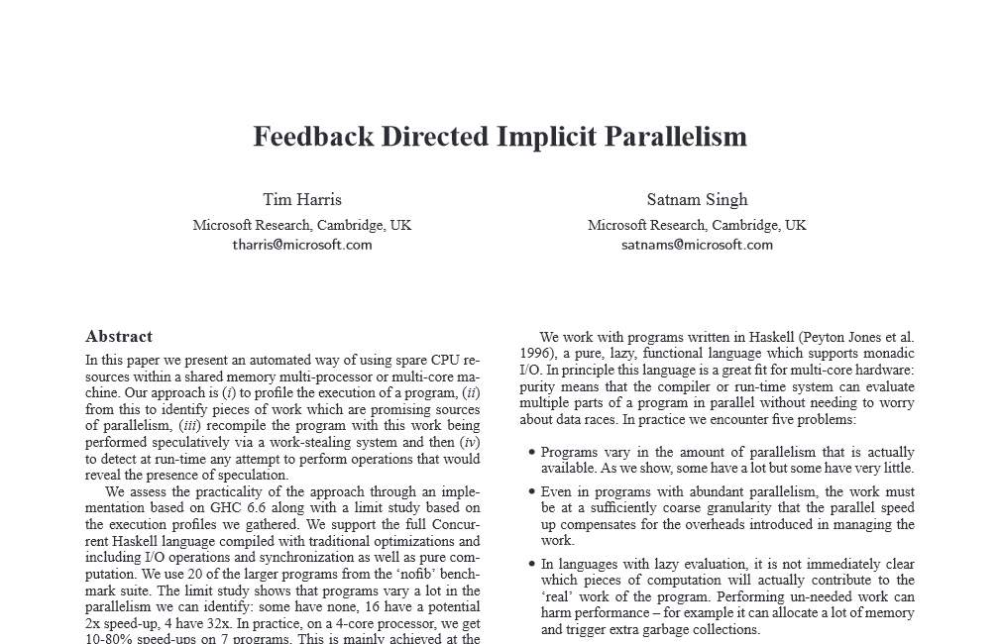 Feedback Directed Implicit Parallelism
Tim Harris
Microsoft Research, Cambridge, UK
tharris@microsoft.com
Satnam Singh
Microsoft Research, Cambridge, UK
satnams@microsoft.com
Abstract
In this paper we present an automated way of using spare CPU re-
sources within a shared memory multi-processor or multi-core ma-
chine. Our approach is (i) to profile the execution of a program, (ii)
from this to identify pieces of work which are promising sources
of parallelism, (iii) recompile the program with this work being
performed speculatively via a work-stealing system and then (iv)
to detect at run-time any attempt to perform operations that would
reveal the presence of speculation.
We assess the practicality of the approach through an imple-
mentation based on GHC 6.6 along with a limit study based on
the execution profiles we gathered. We support the full Concur-
rent Haskell language compiled with traditional optimizations and
including I/O operations and synchronization as well as pure com-
putation. We use 20 of the larger programs from the ‘nofib’ bench-
mark suite. The limit study shows that programs vary a lot in the
parallelism we can identify: some have none, 16 have a potential
2x speed-up, 4 have 32x. In practice, on a 4-core processor, we get
10-80% speed-ups on 7 programs. This is mainly achieved at the
We work with programs written in Haskell (Peyton Jones et al.
1996), a pure, lazy, functional language which supports monadic
I/O. In principle this language is a great fit for multi-core hardware:
purity means that the compiler or run-time system can evaluate
multiple parts of a program in parallel without needing to worry
about data races. In practice we encounter five problems:
• Programs vary in the amount of parallelism that is actually
available. As we show, some have a lot but some have very little.
• Even in programs with abundant parallelism, the work must
be at a sufficiently coarse granularity that the parallel speed
up compensates for the overheads introduced in managing the
work.
• In languages with lazy evaluation, it is not immediately clear
which pieces of computation will actually contribute to the
‘real’ work of the program. Performing un-needed work can
harm performance – for example it can allocate a lot of memory
and trigger extra garbage collections.